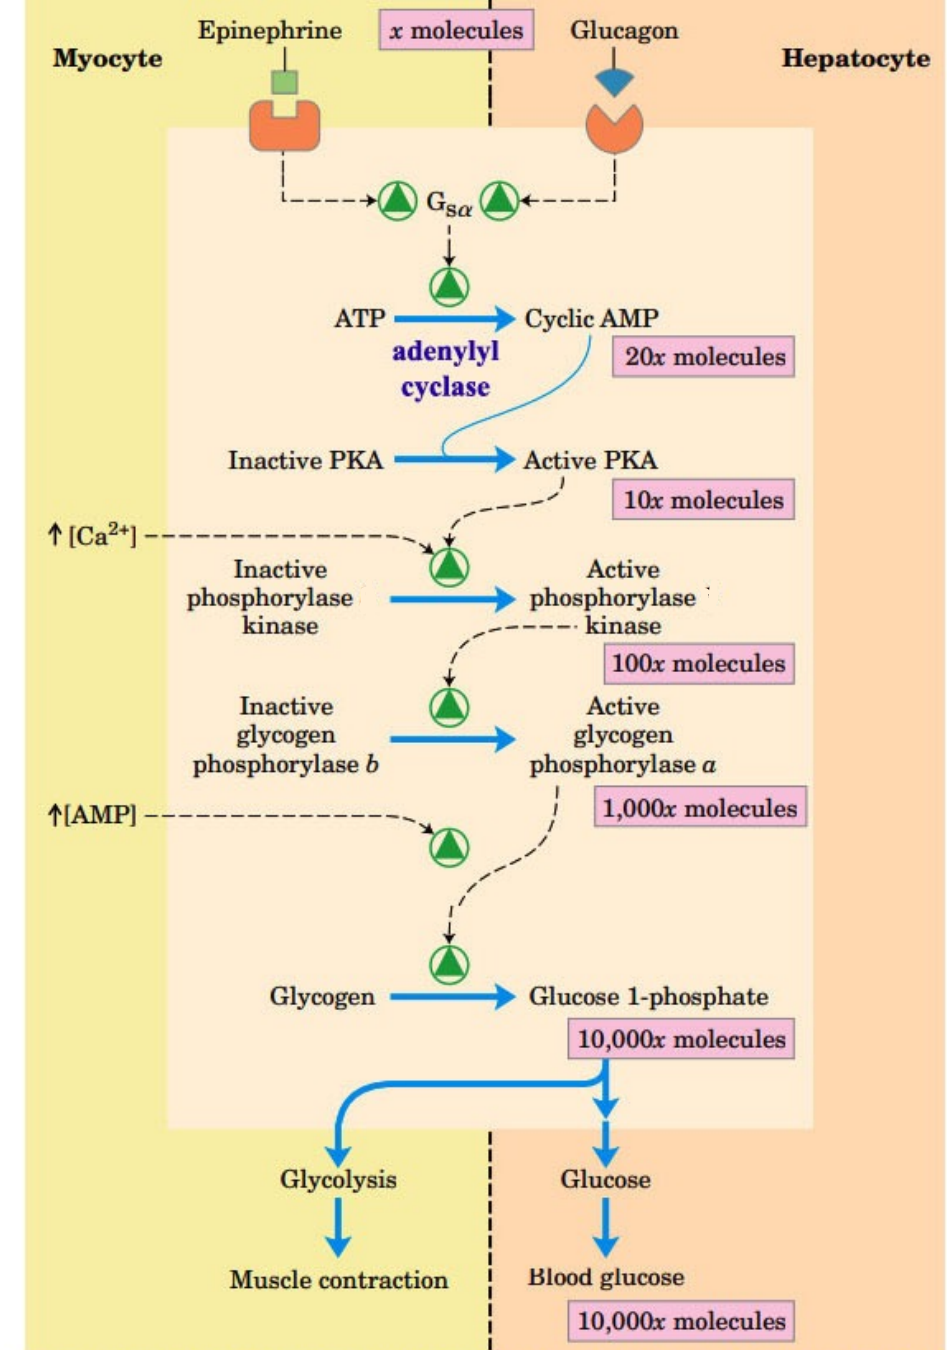 Epinephrine
x molecules
Glucagon
Myocyte
Hepatocyte
Gsα
ATP
Cyclic AMP
adenylyl
cyclase
20x molecules
Inactive PKA
Active PKA
10x molecules
↑ [Ca²⁺]
Inactive
phosphorylase
kinase
Active
phosphorylase
kinase
100x molecules
Inactive
glycogen
phosphorylase b
Active
glycogen
phosphorylase a
1,000x molecules
↑[AMP]
Glycogen
Glucose 1-phosphate
10,000x molecules
Glycolysis
Glucose
Muscle contraction
Blood glucose
10,000x molecules